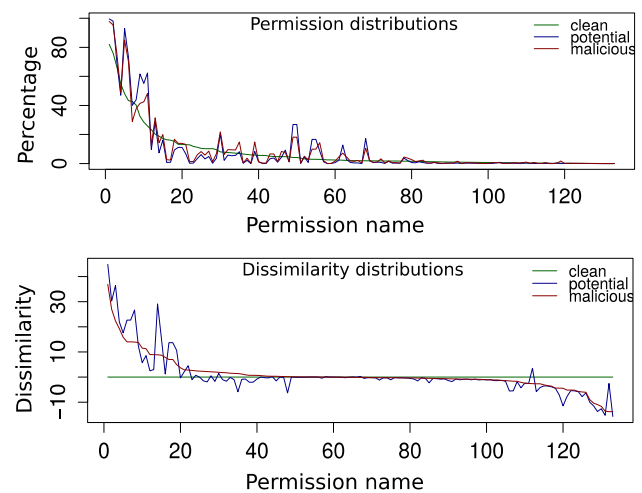 Permission distributions
clean
potential
malicious
Percentage
0
40
80
0
20
40
60
80
100
120
Permission name
Dissimilarity distributions
clean
potential
malicious
Dissimilarity
−10
10
30
0
20
40
60
80
100
120
Permission name